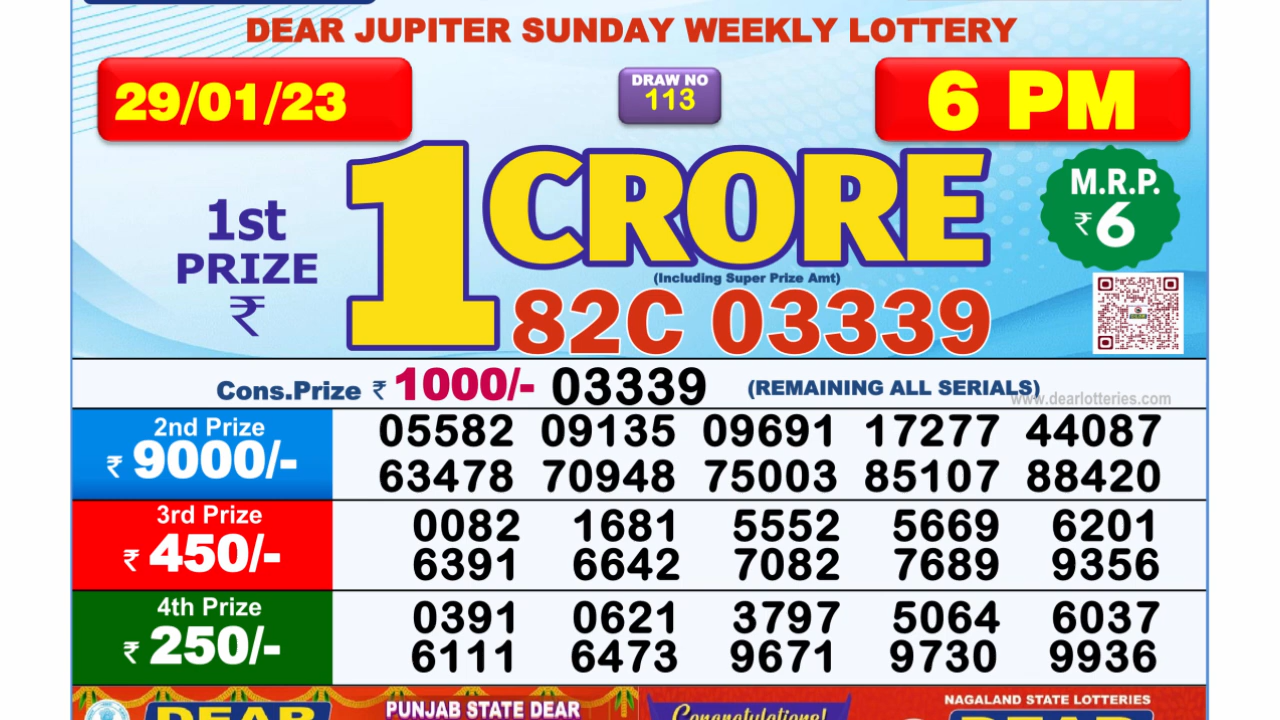 DEAR JUPITER SUNDAY WEEKLY LOTTERY
29/01/23
DRAW NO
113
6 PM
1st
PRIZE
₹
1 CRORE
(Including Super Prize Amt)
82C 03339
M.R.P.
₹6
Cons.Prize ₹ 1000/- 03339 (REMAINING ALL SERIALS)
www.dearlotteries.com
2nd Prize
₹ 9000/-
05582 09135 09691 17277 44087
63478 70948 75003 85107 88420
3rd Prize
₹ 450/-
0082 1681 5552 5669 6201
6391 6642 7082 7689 9356
4th Prize
₹ 250/-
0391 0621 3797 5064 6037
6111 6473 9671 9730 9936
DEAR
PUNJAB STATE DEAR
Congratulations!
NAGALAND STATE LOTTERIES
DEAR